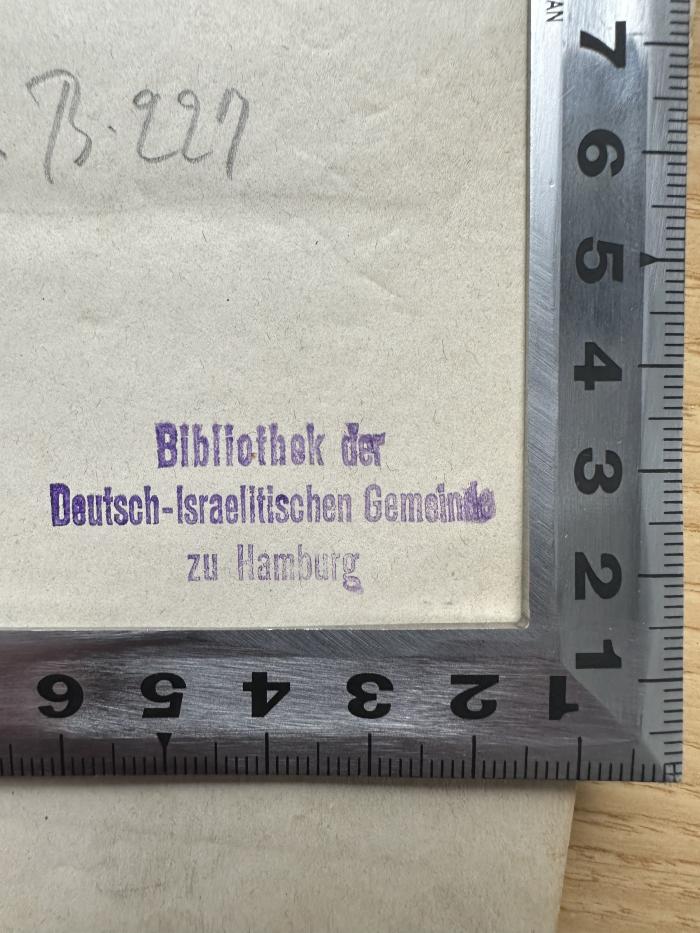 B. 227
Bibliothek der
Deutsch-Israelitischen Gemeinde
zu Hamburg
7
6
5
4
3
2
1
6 5 4 3 2 1